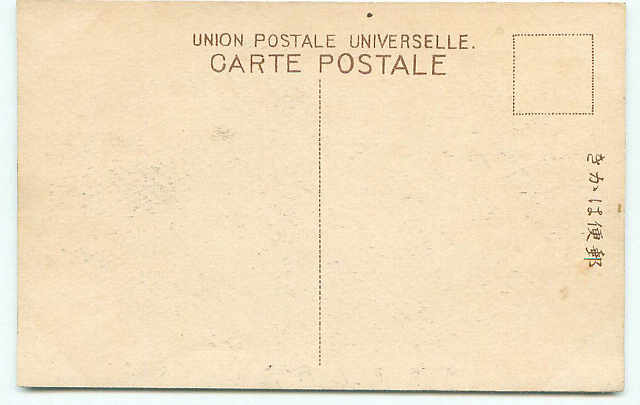 UNION POSTALE UNIVERSELLE.
CARTE POSTALE
郵便はかき